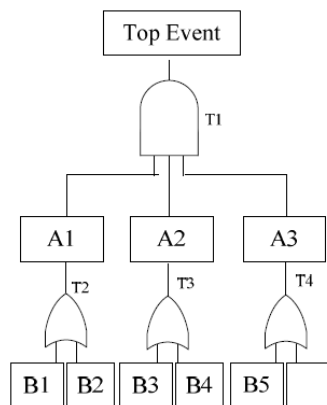 Top Event
T1
A1 A2 A3
T2 T3 T4
B1 B2 B3 B4 B5